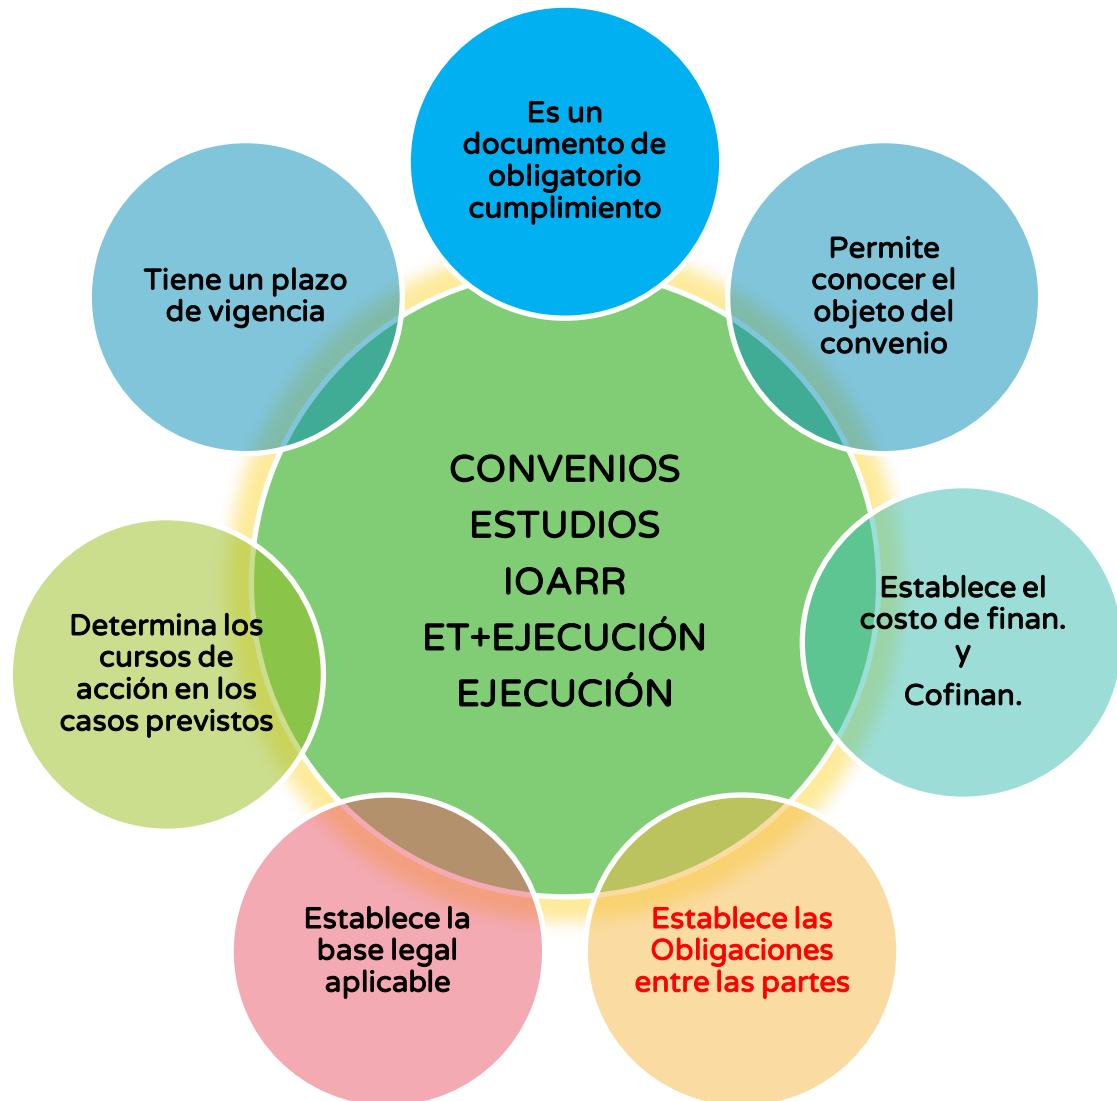 Es un
documento de
obligatorio
cumplimiento
Permite
conocer el
objeto del
convenio
Establece el
costo de finan.
y
Cofinan.
Establece las
Obligaciones
entre las partes
Establece la
base legal
aplicable
Determina los
cursos de
acción en los
casos previstos
Tiene un plazo
de vigencia
CONVENIOS
ESTUDIOS
IOARR
ET+EJECUCIÓN
EJECUCIÓN